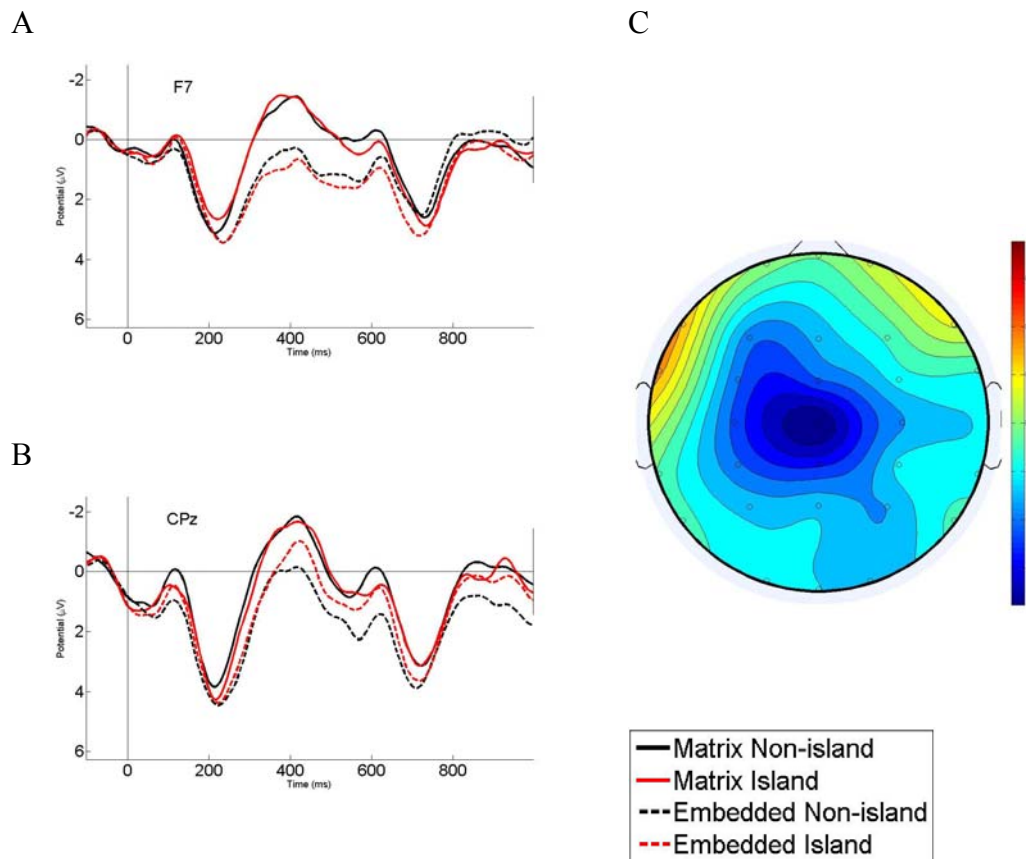 A
C
F7
-2
0
2
4
6
Potential (µV)
0
200
400
600
800
Time (ms)
B
CPz
-2
0
2
4
6
Potential (µV)
0
200
400
600
800
Time (ms)
Matrix Non-island
Matrix Island
Embedded Non-island
Embedded Island